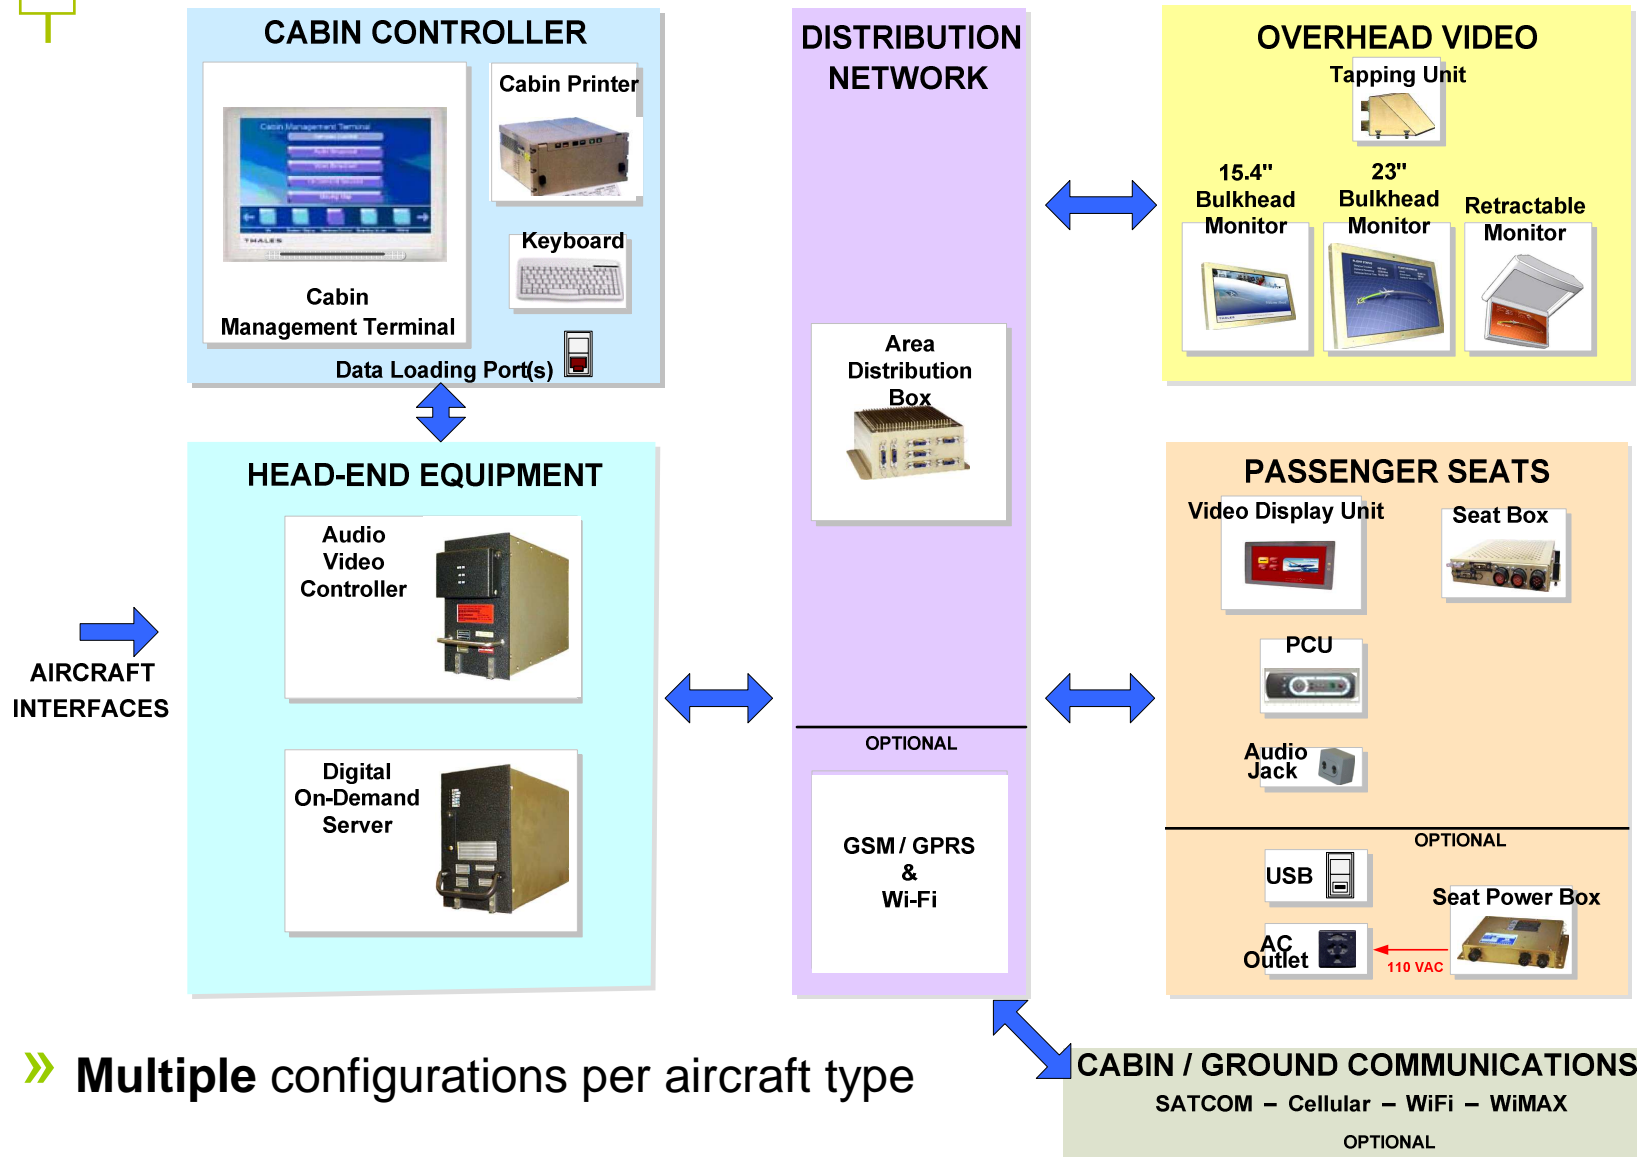 CABIN CONTROLLER
Cabin Management Terminal
THALES
Cabin
Management Terminal
Cabin Printer
Keyboard
Data Loading Port(s)
HEAD-END EQUIPMENT
Audio
Video
Controller
Digital
On-Demand
Server
AIRCRAFT
INTERFACES
DISTRIBUTION
NETWORK
Area
Distribution
Box
OPTIONAL
GSM / GPRS
&
Wi-Fi
OVERHEAD VIDEO
Tapping Unit
15.4"
Bulkhead
Monitor
23"
Bulkhead
Monitor
Retractable
Monitor
PASSENGER SEATS
Video Display Unit
Seat Box
PCU
Audio
Jack
OPTIONAL
USB
Seat Power Box
AC
Outlet
110 VAC
CABIN / GROUND COMMUNICATIONS
SATCOM – Cellular – WiFi – WiMAX
OPTIONAL
» Multiple configurations per aircraft type